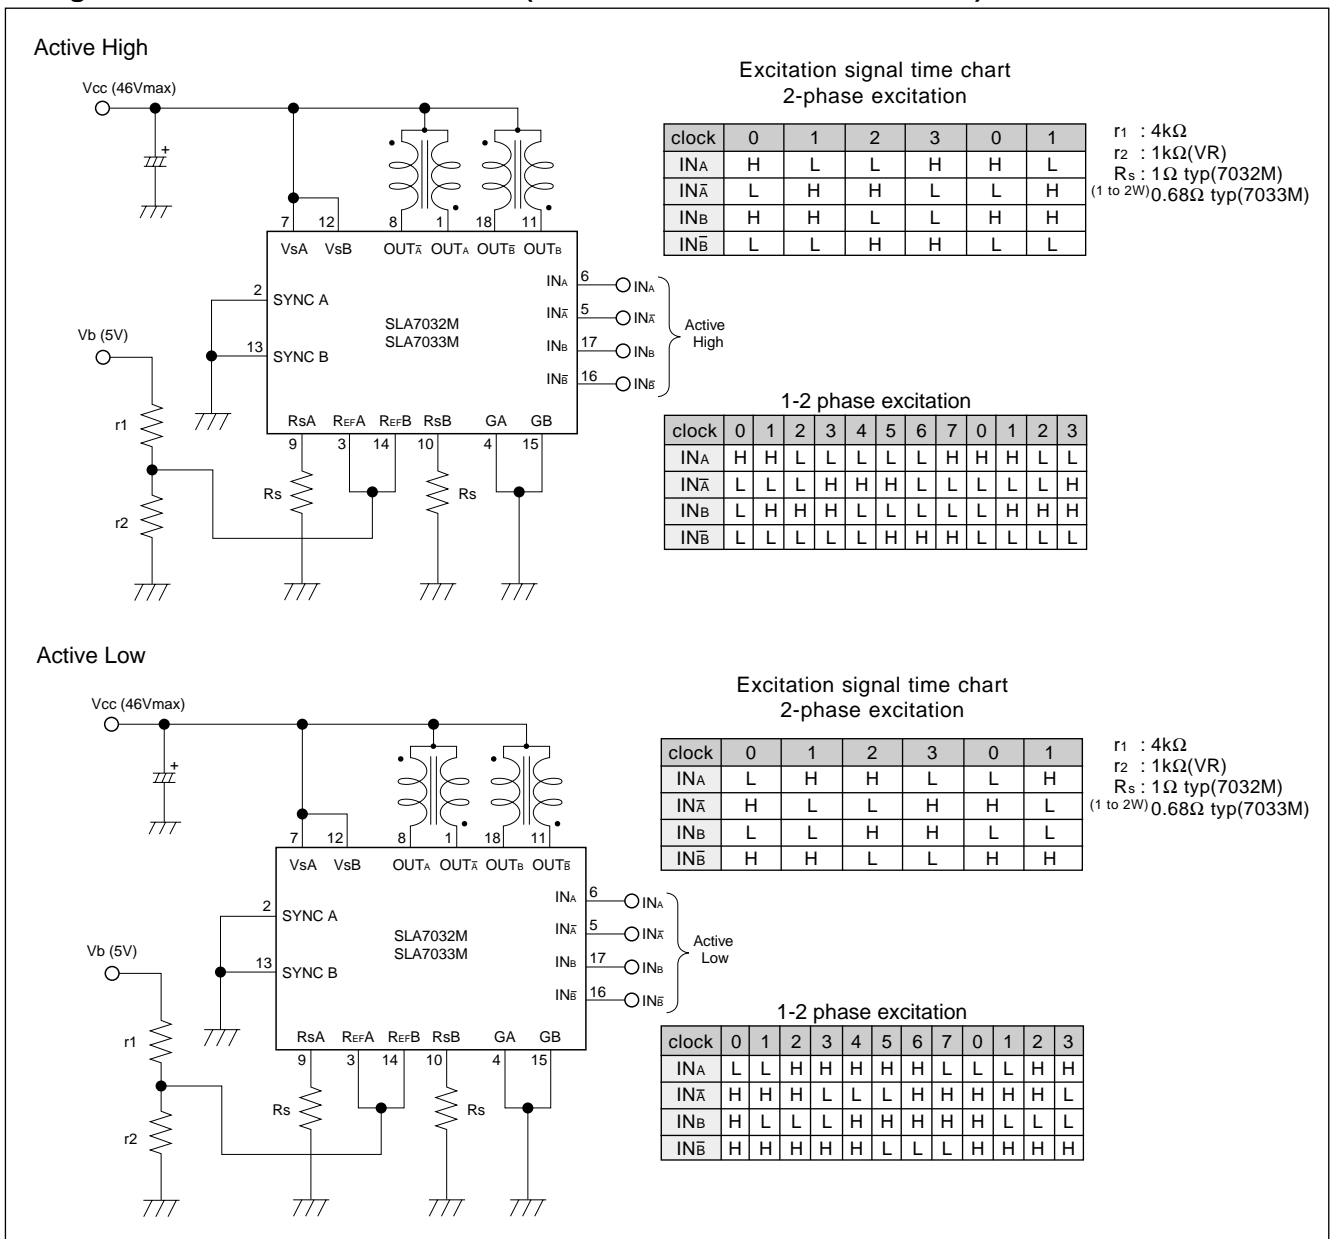 Active High
Vcc (46Vmax)
+
7 12 8 1 18 11
VsA VsB OUTA̅ OUTA OUTB̅ OUTB
2 SYNC A
13 SYNC B
SLA7032M
SLA7033M
INA 6 INA
INA̅ 5 INA̅
INB 17 INB
INB̅ 16 INB̅
Active
High
Vb (5V)
r1
r2
RsA REFA REFB RsB GA GB
9 3 14 10 4 15
Rs Rs
Excitation signal time chart
2-phase excitation
clock 0 1 2 3 0 1
INA H L L H H L
INA̅ L H H L L H
INB H H L L H H
INB̅ L L H H L L
r1 : 4kΩ
r2 : 1kΩ(VR)
Rs : 1Ω typ(7032M)
(1 to 2W) 0.68Ω typ(7033M)
1-2 phase excitation
clock 0 1 2 3 4 5 6 7 0 1 2 3
INA H H L L L L L H H H L L
INA̅ L L L H H H L L L L L H
INB L H H H L L L L L H H H
INB̅ L L L L L H H H L L L L
Active Low
Vcc (46Vmax)
+
7 12 8 1 18 11
VsA VsB OUTA OUTA̅ OUTB OUTB̅
2 SYNC A
13 SYNC B
SLA7032M
SLA7033M
INA 6 INA
INA̅ 5 INA̅
INB 17 INB
INB̅ 16 INB̅
Active
Low
Vb (5V)
r1
r2
RsA REFA REFB RsB GA GB
9 3 14 10 4 15
Rs Rs
Excitation signal time chart
2-phase excitation
clock 0 1 2 3 0 1
INA L H H L L H
INA̅ H L L H H L
INB L L H H L L
INB̅ H H L L H H
r1 : 4kΩ
r2 : 1kΩ(VR)
Rs : 1Ω typ(7032M)
(1 to 2W) 0.68Ω typ(7033M)
1-2 phase excitation
clock 0 1 2 3 4 5 6 7 0 1 2 3
INA L L H H H H H L L L H H
INA̅ H H H L L L H H H H H L
INB H L L L H H H H H L L L
INB̅ H H H H H L L L H H H H